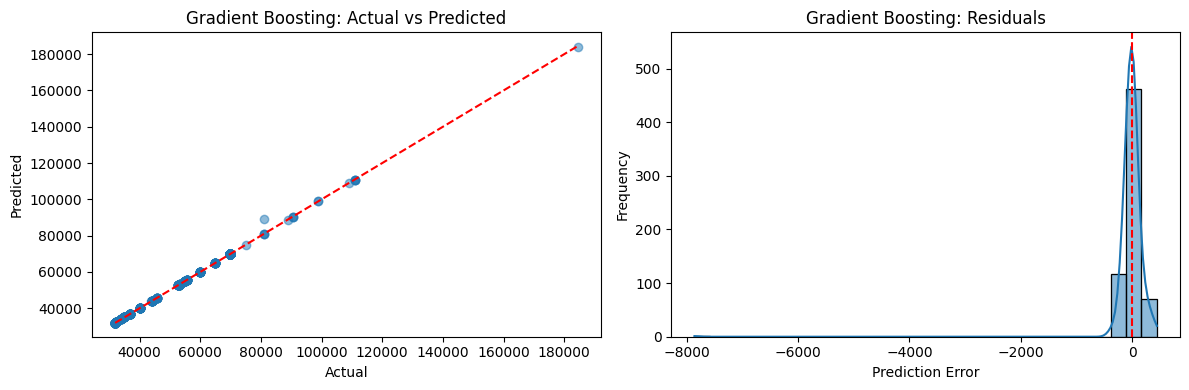 Gradient Boosting: Actual vs Predicted
180000
160000
140000
120000
100000
80000
60000
40000
Predicted
40000 60000 80000 100000 120000 140000 160000 180000
Actual
Gradient Boosting: Residuals
500
400
300
200
100
0
Frequency
−8000 −6000 −4000 −2000 0
Prediction Error